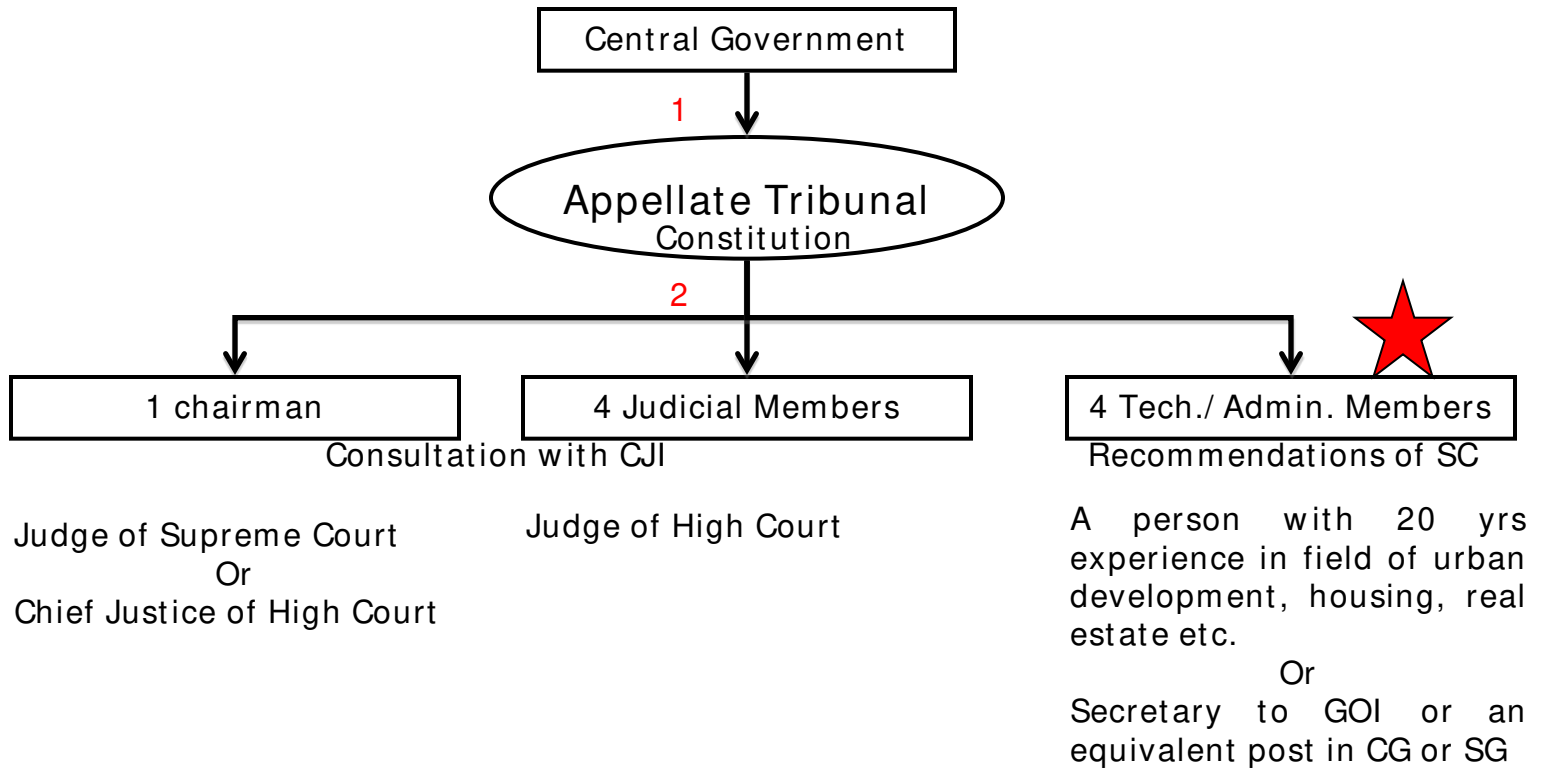 Central Government
1
Appellate Tribunal
Constitution
2
1 chairman
4 Judicial Members
4 Tech./ Admin. Members
Consultation with CJI
Recommendations of SC
Judge of Supreme Court
Or
Chief Justice of High Court
Judge of High Court
A person with 20 yrs
experience in field of urban
development, housing, real
estate etc.
Or
Secretary to GOI or an
equivalent post in CG or SG